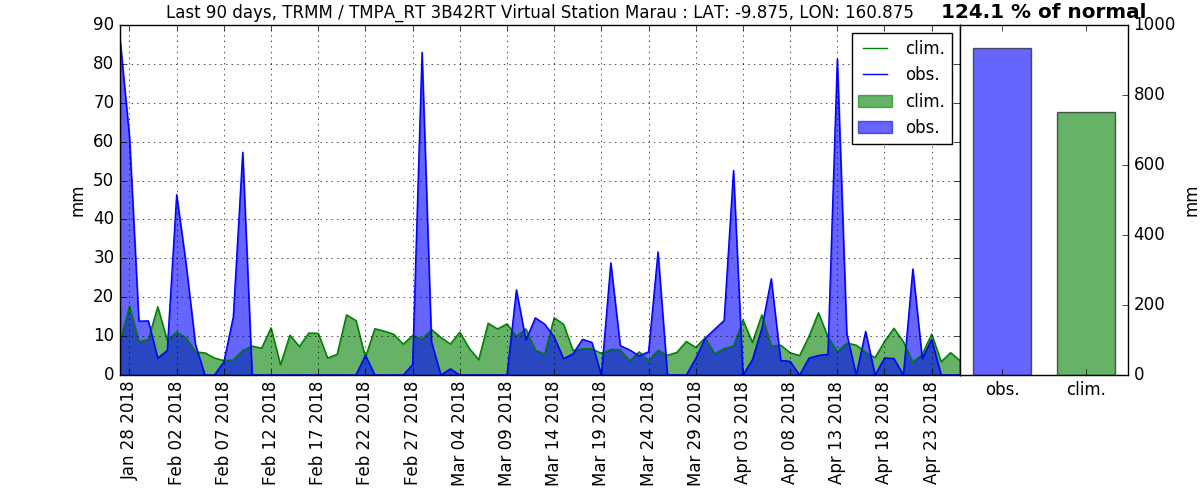 Last 90 days, TRMM / TMPA_RT 3B42RT Virtual Station Marau : LAT: -9.875, LON: 160.875
124.1 % of normal
90
80
70
60
50
40
30
20
10
0
mm
clim.
obs.
clim.
obs.
Jan 28 2018
Feb 02 2018
Feb 07 2018
Feb 12 2018
Feb 17 2018
Feb 22 2018
Feb 27 2018
Mar 04 2018
Mar 09 2018
Mar 14 2018
Mar 19 2018
Mar 24 2018
Mar 29 2018
Apr 03 2018
Apr 08 2018
Apr 13 2018
Apr 18 2018
Apr 23 2018
1000
800
600
400
200
0
mm
obs.
clim.